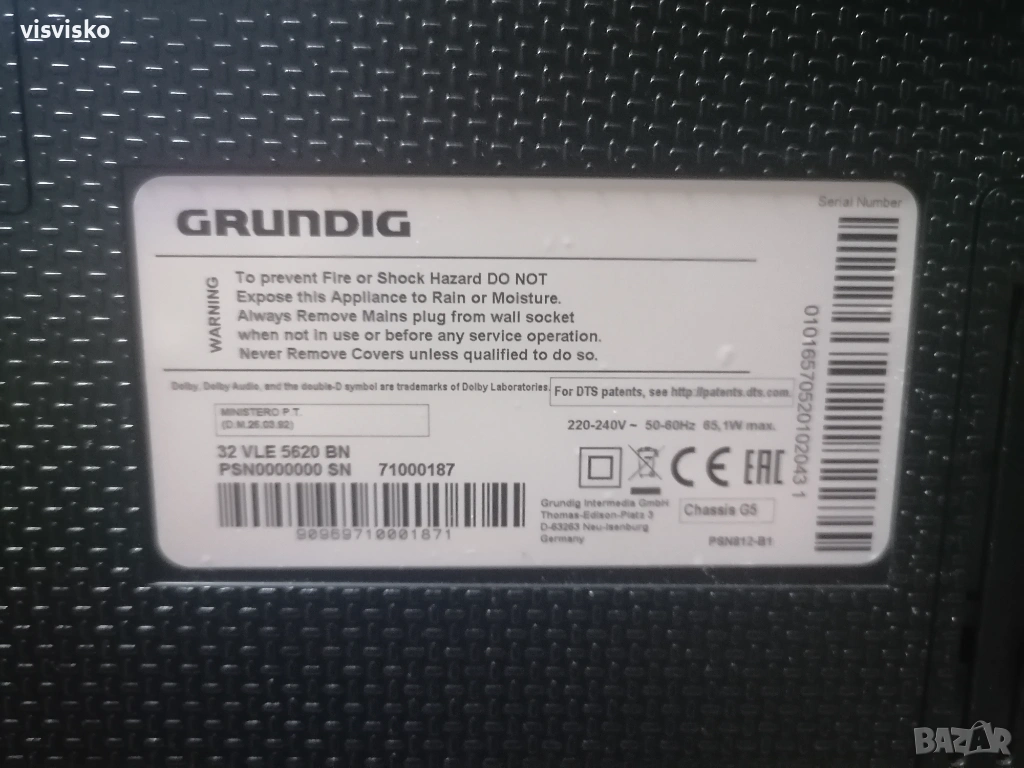 visvisko
GRUNDIG
Serial Number
WARNING
To prevent Fire or Shock Hazard DO NOT
Expose this Appliance to Rain or Moisture.
Always Remove Mains plug from wall socket
when not in use or before any service operation.
Never Remove Covers unless qualified to do so.
Dolby, Dolby Audio, and the double-D symbol are trademarks of Dolby Laboratories.
For DTS patents, see http://patents.dts.com.
MINISTERO P.T.
(D.M.26.03.92)
220-240V ~ 50-60Hz 65,1W max.
32 VLE 5620 BN
PSN0000000 SN 71000187
90969710001871
CE EAC
Grundig Intermedia GmbH
Thomas-Edison-Platz 3
D-63263 Neu-Isenburg
Germany
Chassis G5
PSN812-B1
01016570520102043 1
BAZAR